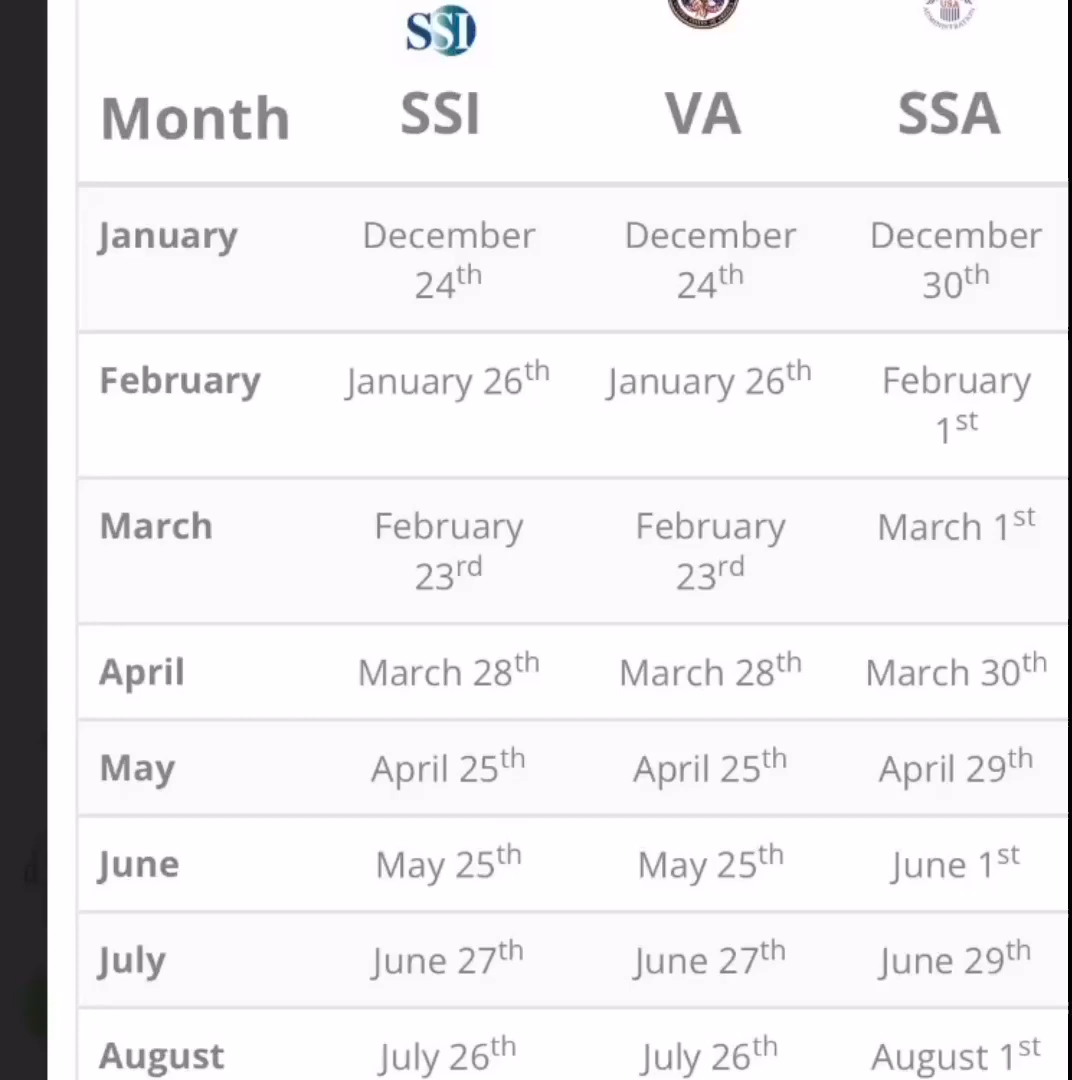 SSI
USA
ADMINISTRATION
Month SSI VA SSA
January December 24th December 24th December 30th
February January 26th January 26th February 1st
March February 23rd February 23rd March 1st
April March 28th March 28th March 30th
May April 25th April 25th April 29th
June May 25th May 25th June 1st
July June 27th June 27th June 29th
August July 26th July 26th August 1st